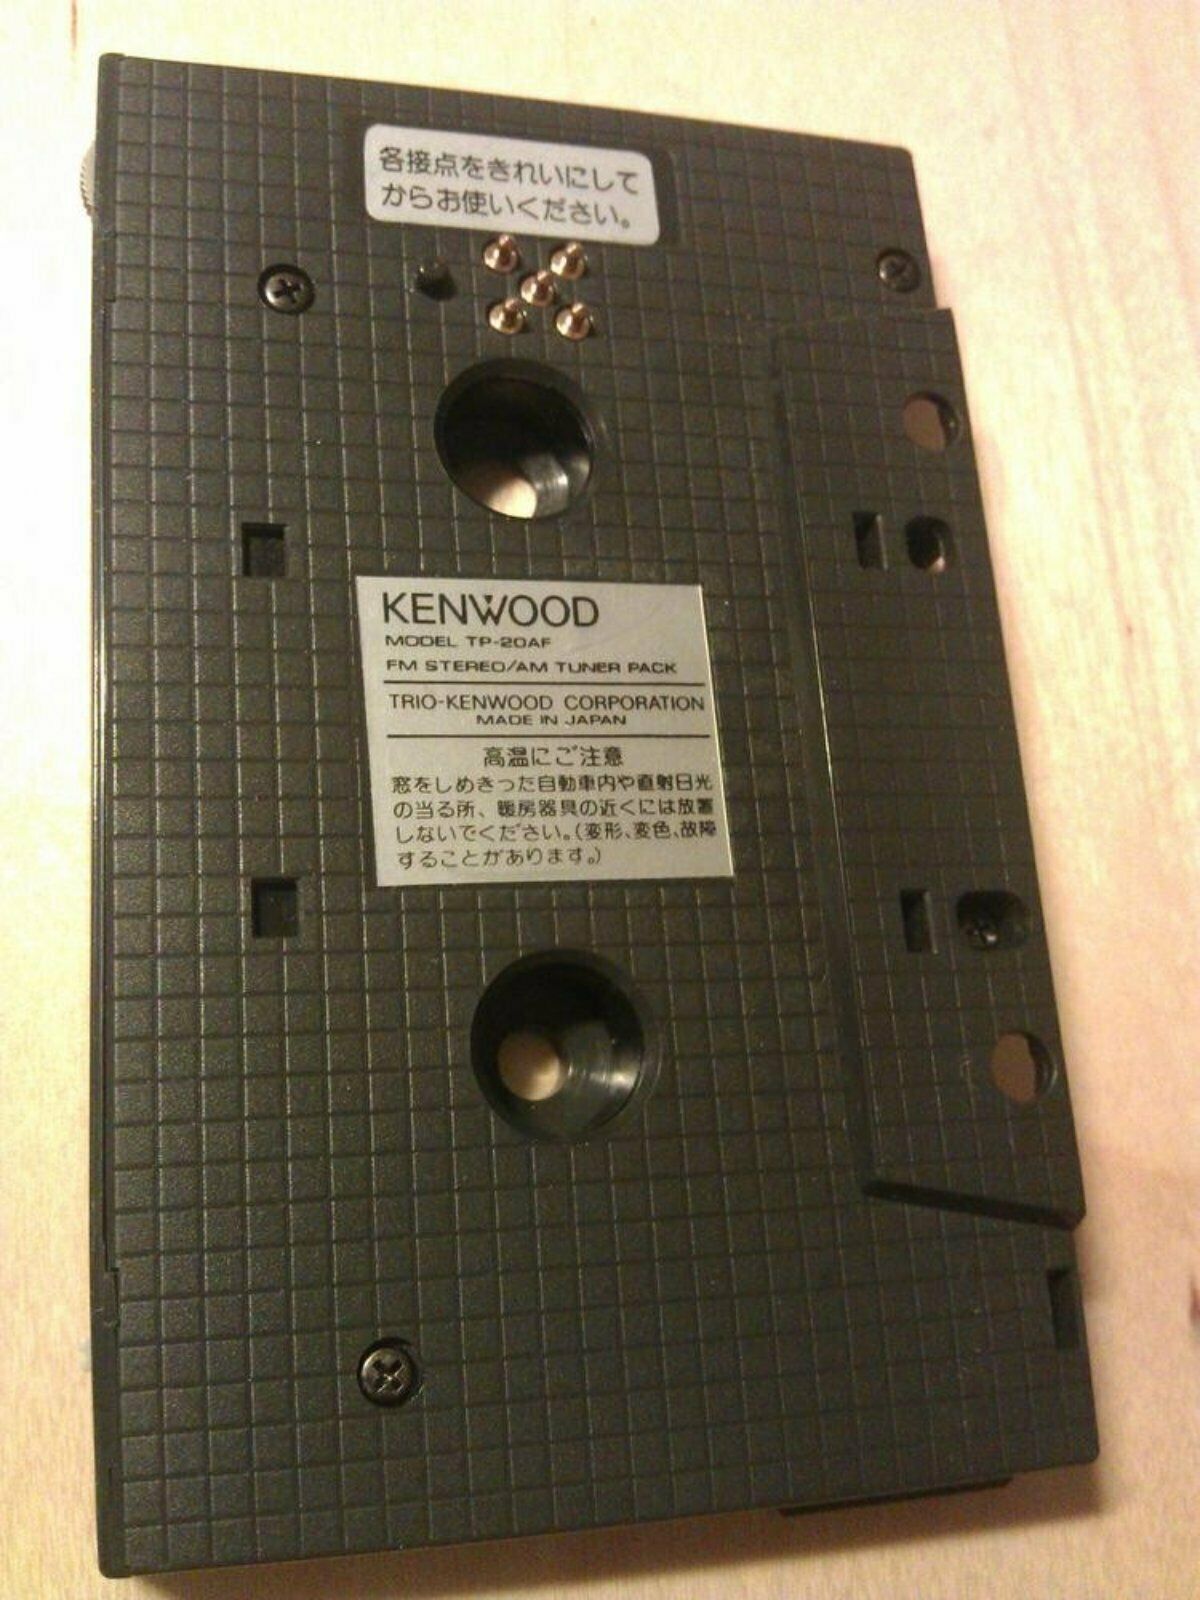 各接点をきれいにして
からお使いください。
KENWOOD
MODEL TP-20AF
FM STEREO/AM TUNER PACK
TRIO-KENWOOD CORPORATION
MADE IN JAPAN
高温にご注意
窓をしめきった自動車内や直射日光
の当る所、暖房器具の近くには放置
しないでください。(変形、変色、故障
することがあります。)